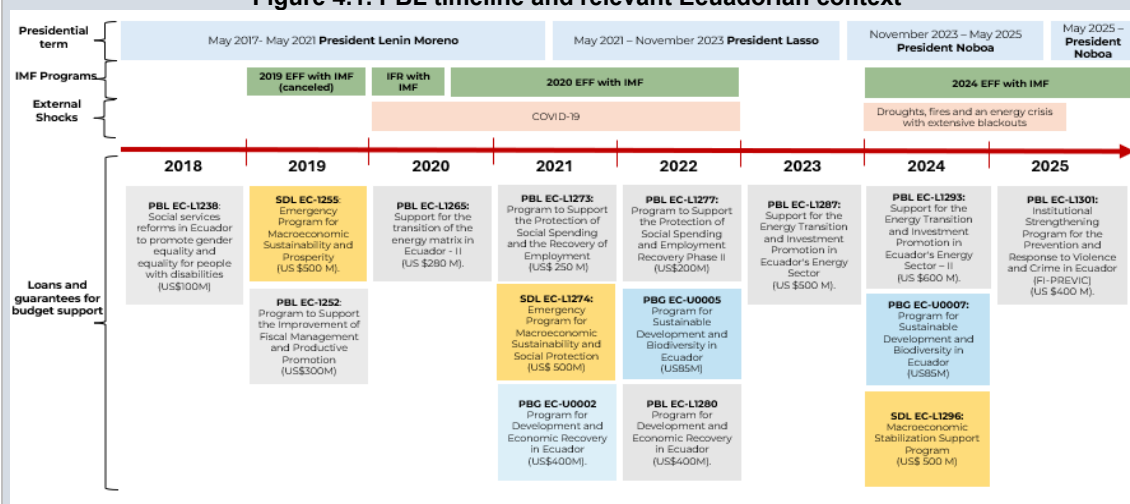 Figure 4.1. PBL timeline and relevant Ecuadorian context
Presidential
term
May 2017- May 2021 President Lenin Moreno
May 2021 – November 2023 President Lasso
November 2023 – May 2025
President Noboa
May 2025 –
President
Noboa
IMF Programs
2019 EFF with IMF
(canceled)
IFR with
IMF
2020 EFF with IMF
2024 EFF with IMF
External
Shocks
COVID-19
Droughts, fires and an energy crisis
with extensive blackouts
2018
2019
2020
2021
2022
2023
2024
2025
Loans and
guarantees for
budget support
PBL EC-L1238:
Social services
reforms in Ecuador
to promote gender
equality and
equality for people
with disabilities
(US$100M)
SDL EC-1255:
Emergency
Program for
Macroeconomic
Sustainability and
Prosperity
(US $500 M).
PBL EC-1252:
Program to Support
the Improvement of
Fiscal Management
and Productive
Promotion
(US$300M)
PBL EC-L1265:
Support for the
transition of the
energy matrix in
Ecuador - II
(US $280 M).
PBL EC-L1273:
Program to Support
the Protection of
Social Spending
and the Recovery of
Employment
(US$ 250 M)
SDL EC-L1274:
Emergency
Program for
Macroeconomic
Sustainability and
Social Protection
(US$ 500M)
PBG EC-U0002
Program for
Development and
Economic Recovery
in Ecuador
(US$400M).
PBL EC-L1277:
Program to Support
the Protection of
Social Spending
and Employment
Recovery Phase II
(US$200M)
PBG EC-U0005
Program for
Sustainable
Development and
Biodiversity in
Ecuador
(US85M)
PBL EC-L1280
Program for
Development and
Economic Recovery
in Ecuador
(US$400M).
PBL EC-L1287:
Support for the
Energy Transition
and Investment
Promotion in
Ecuador's Energy
Sector
(US $ 500 M).
PBL EC-L1293:
Support for the
Energy Transition
and Investment
Promotion in
Ecuador's Energy
Sector – II
(US $ 600 M).
PBG EC-U0007:
Program for
Sustainable
Development and
Biodiversity in
Ecuador
(US85M)
SDL EC-L1296:
Macroeconomic
Stabilization Support
Program
(US$ 500 M)
PBL EC-L1301:
Institutional
Strengthening
Program for the
Prevention and
Response to Violence
and Crime in Ecuador
(FI-PREVIC)
(US $ 400 M).